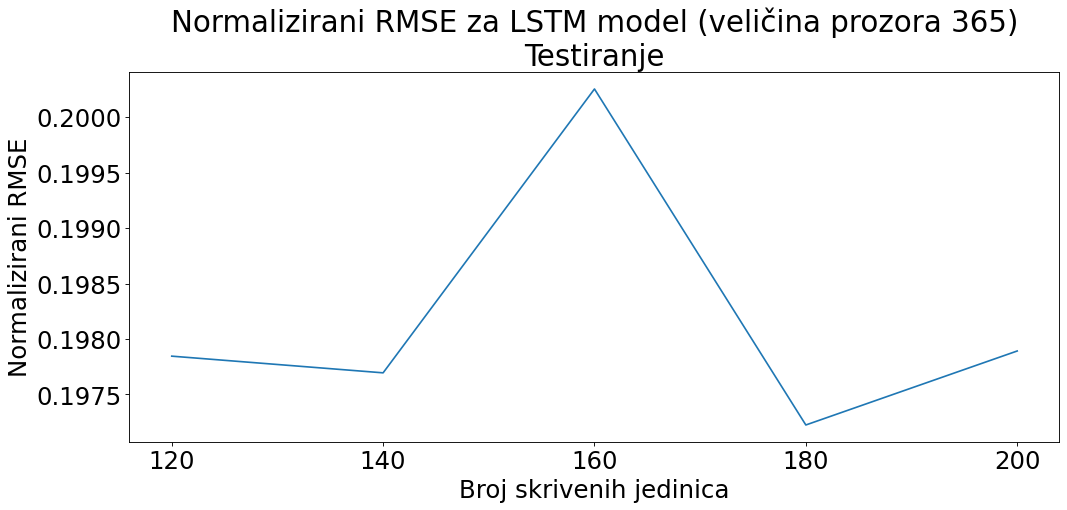 Normalizirani RMSE za LSTM model (veličina prozora 365)
Testiranje
Normalizirani RMSE
0.2000
0.1995
0.1990
0.1985
0.1980
0.1975
120 140 160 180 200
Broj skrivenih jedinica